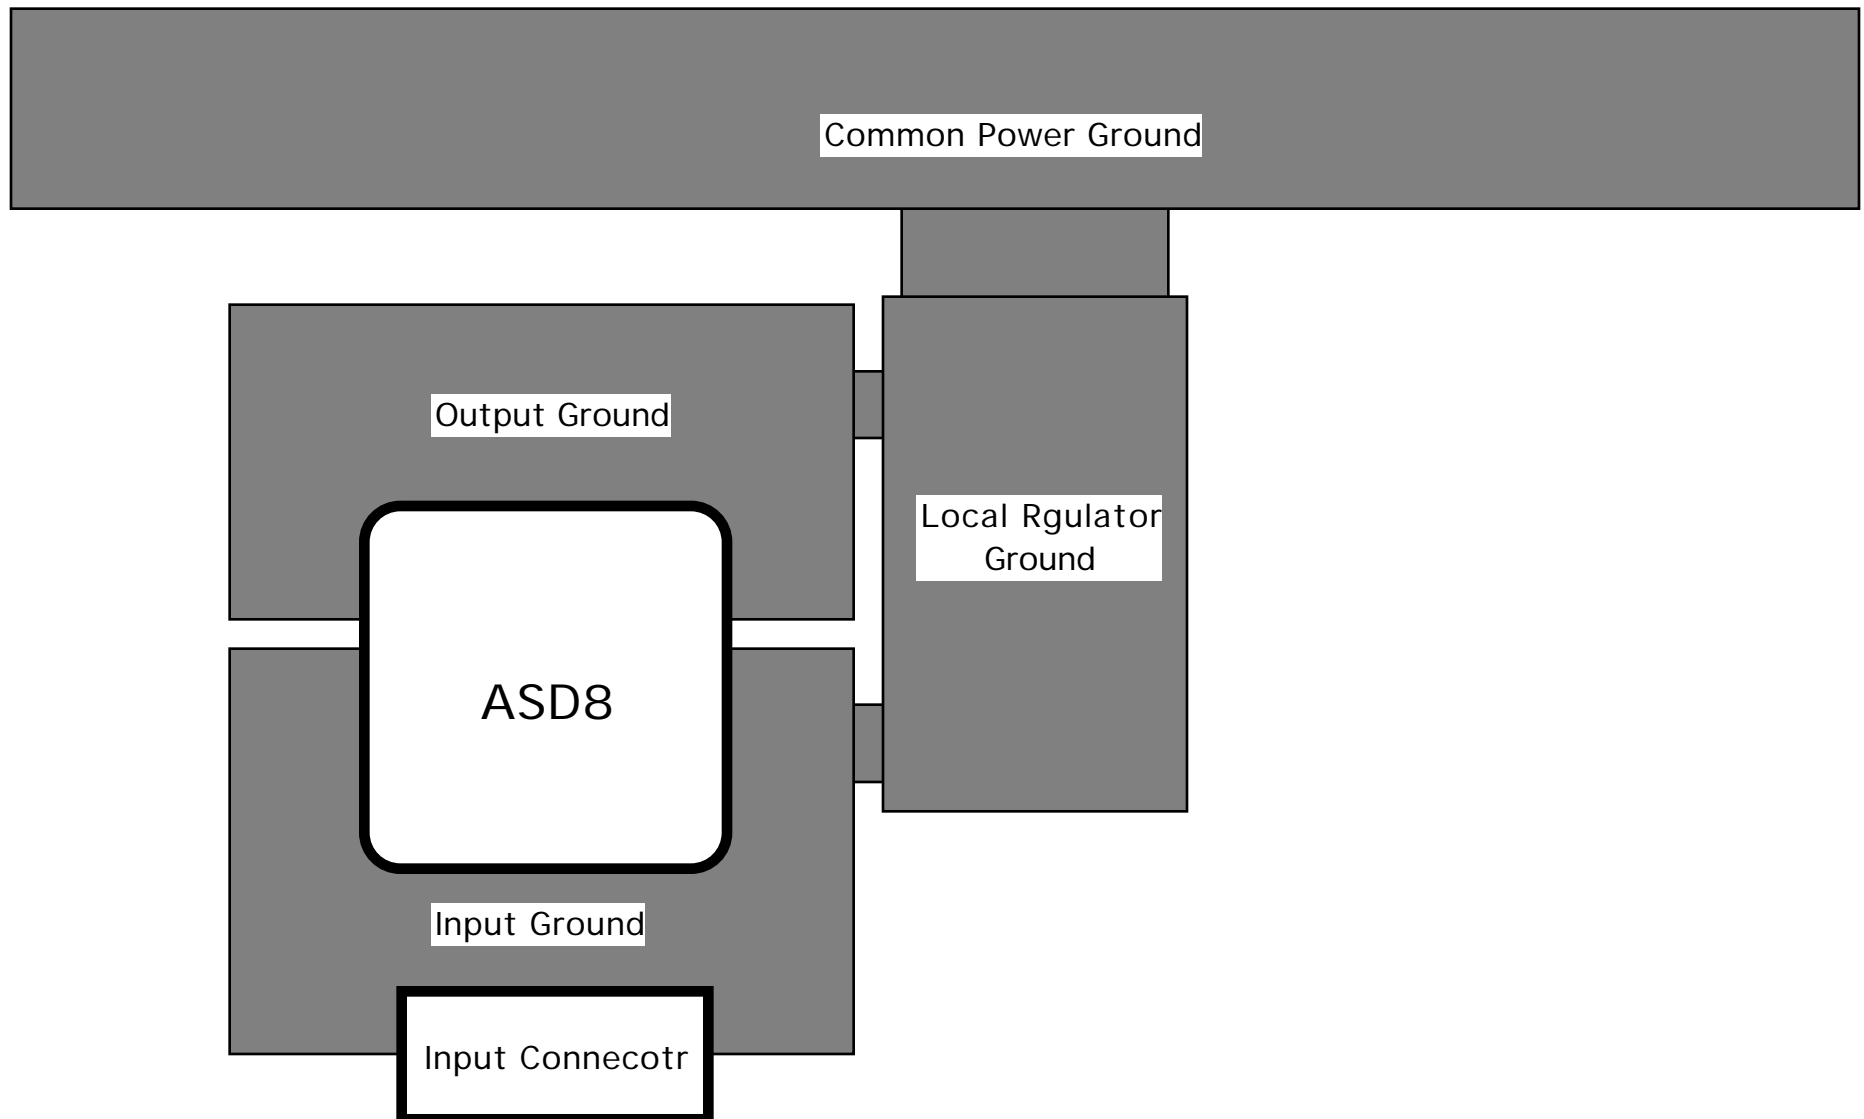 Common Power Ground
Output Ground
Local Rgulator
Ground
ASD8
Input Ground
Input Connecotr